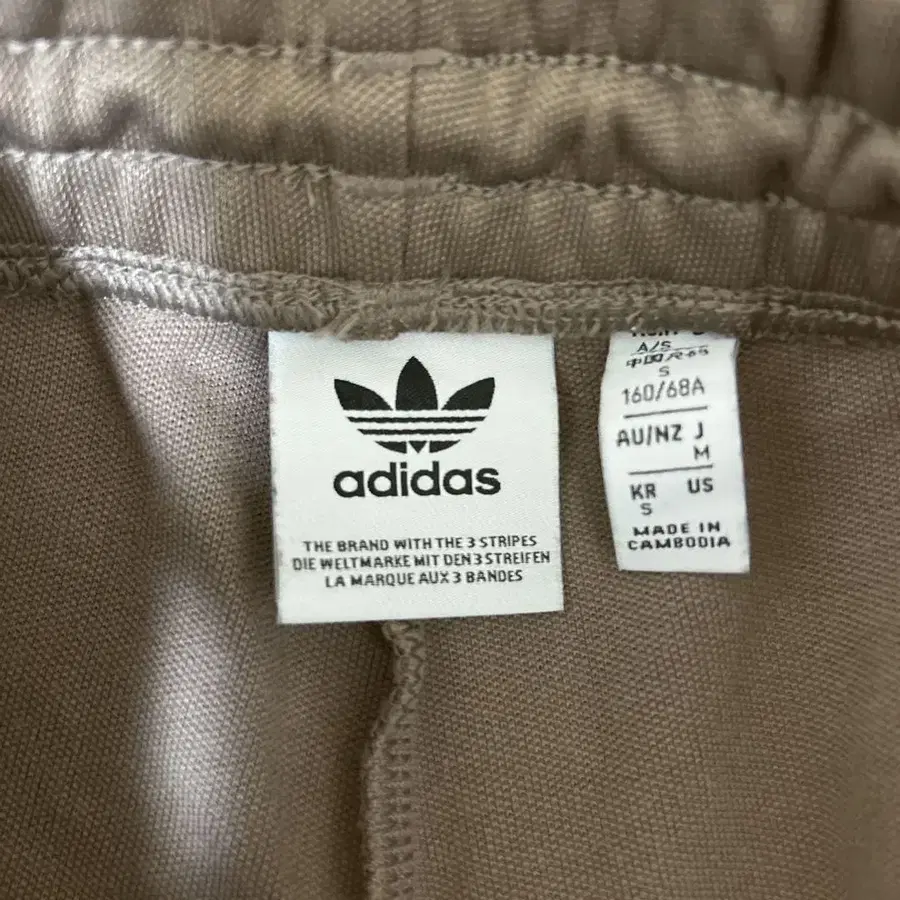 adidas
THE BRAND WITH THE 3 STRIPES
DIE WELTMARKE MIT DEN 3 STREIFEN
LA MARQUE AUX 3 BANDES
A/S
S
160/68A
AU/NZ J
M
KR US
S
MADE IN
CAMBODIA